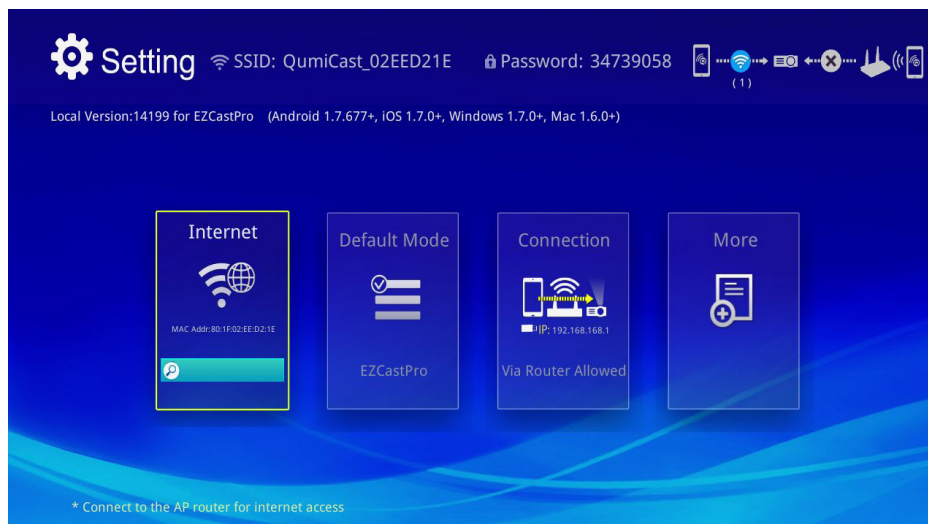 Setting
SSID: QumiCast_02EED21E
Password: 34739058
(1)
Local Version:14199 for EZCastPro (Android 1.7.677+, iOS 1.7.0+, Windows 1.7.0+, Mac 1.6.0+)
Internet
MAC Addr:80:1F:02:EE:D2:1E
Default Mode
EZCastPro
Connection
IP: 192.168.168.1
Via Router Allowed
More
* Connect to the AP router for internet access